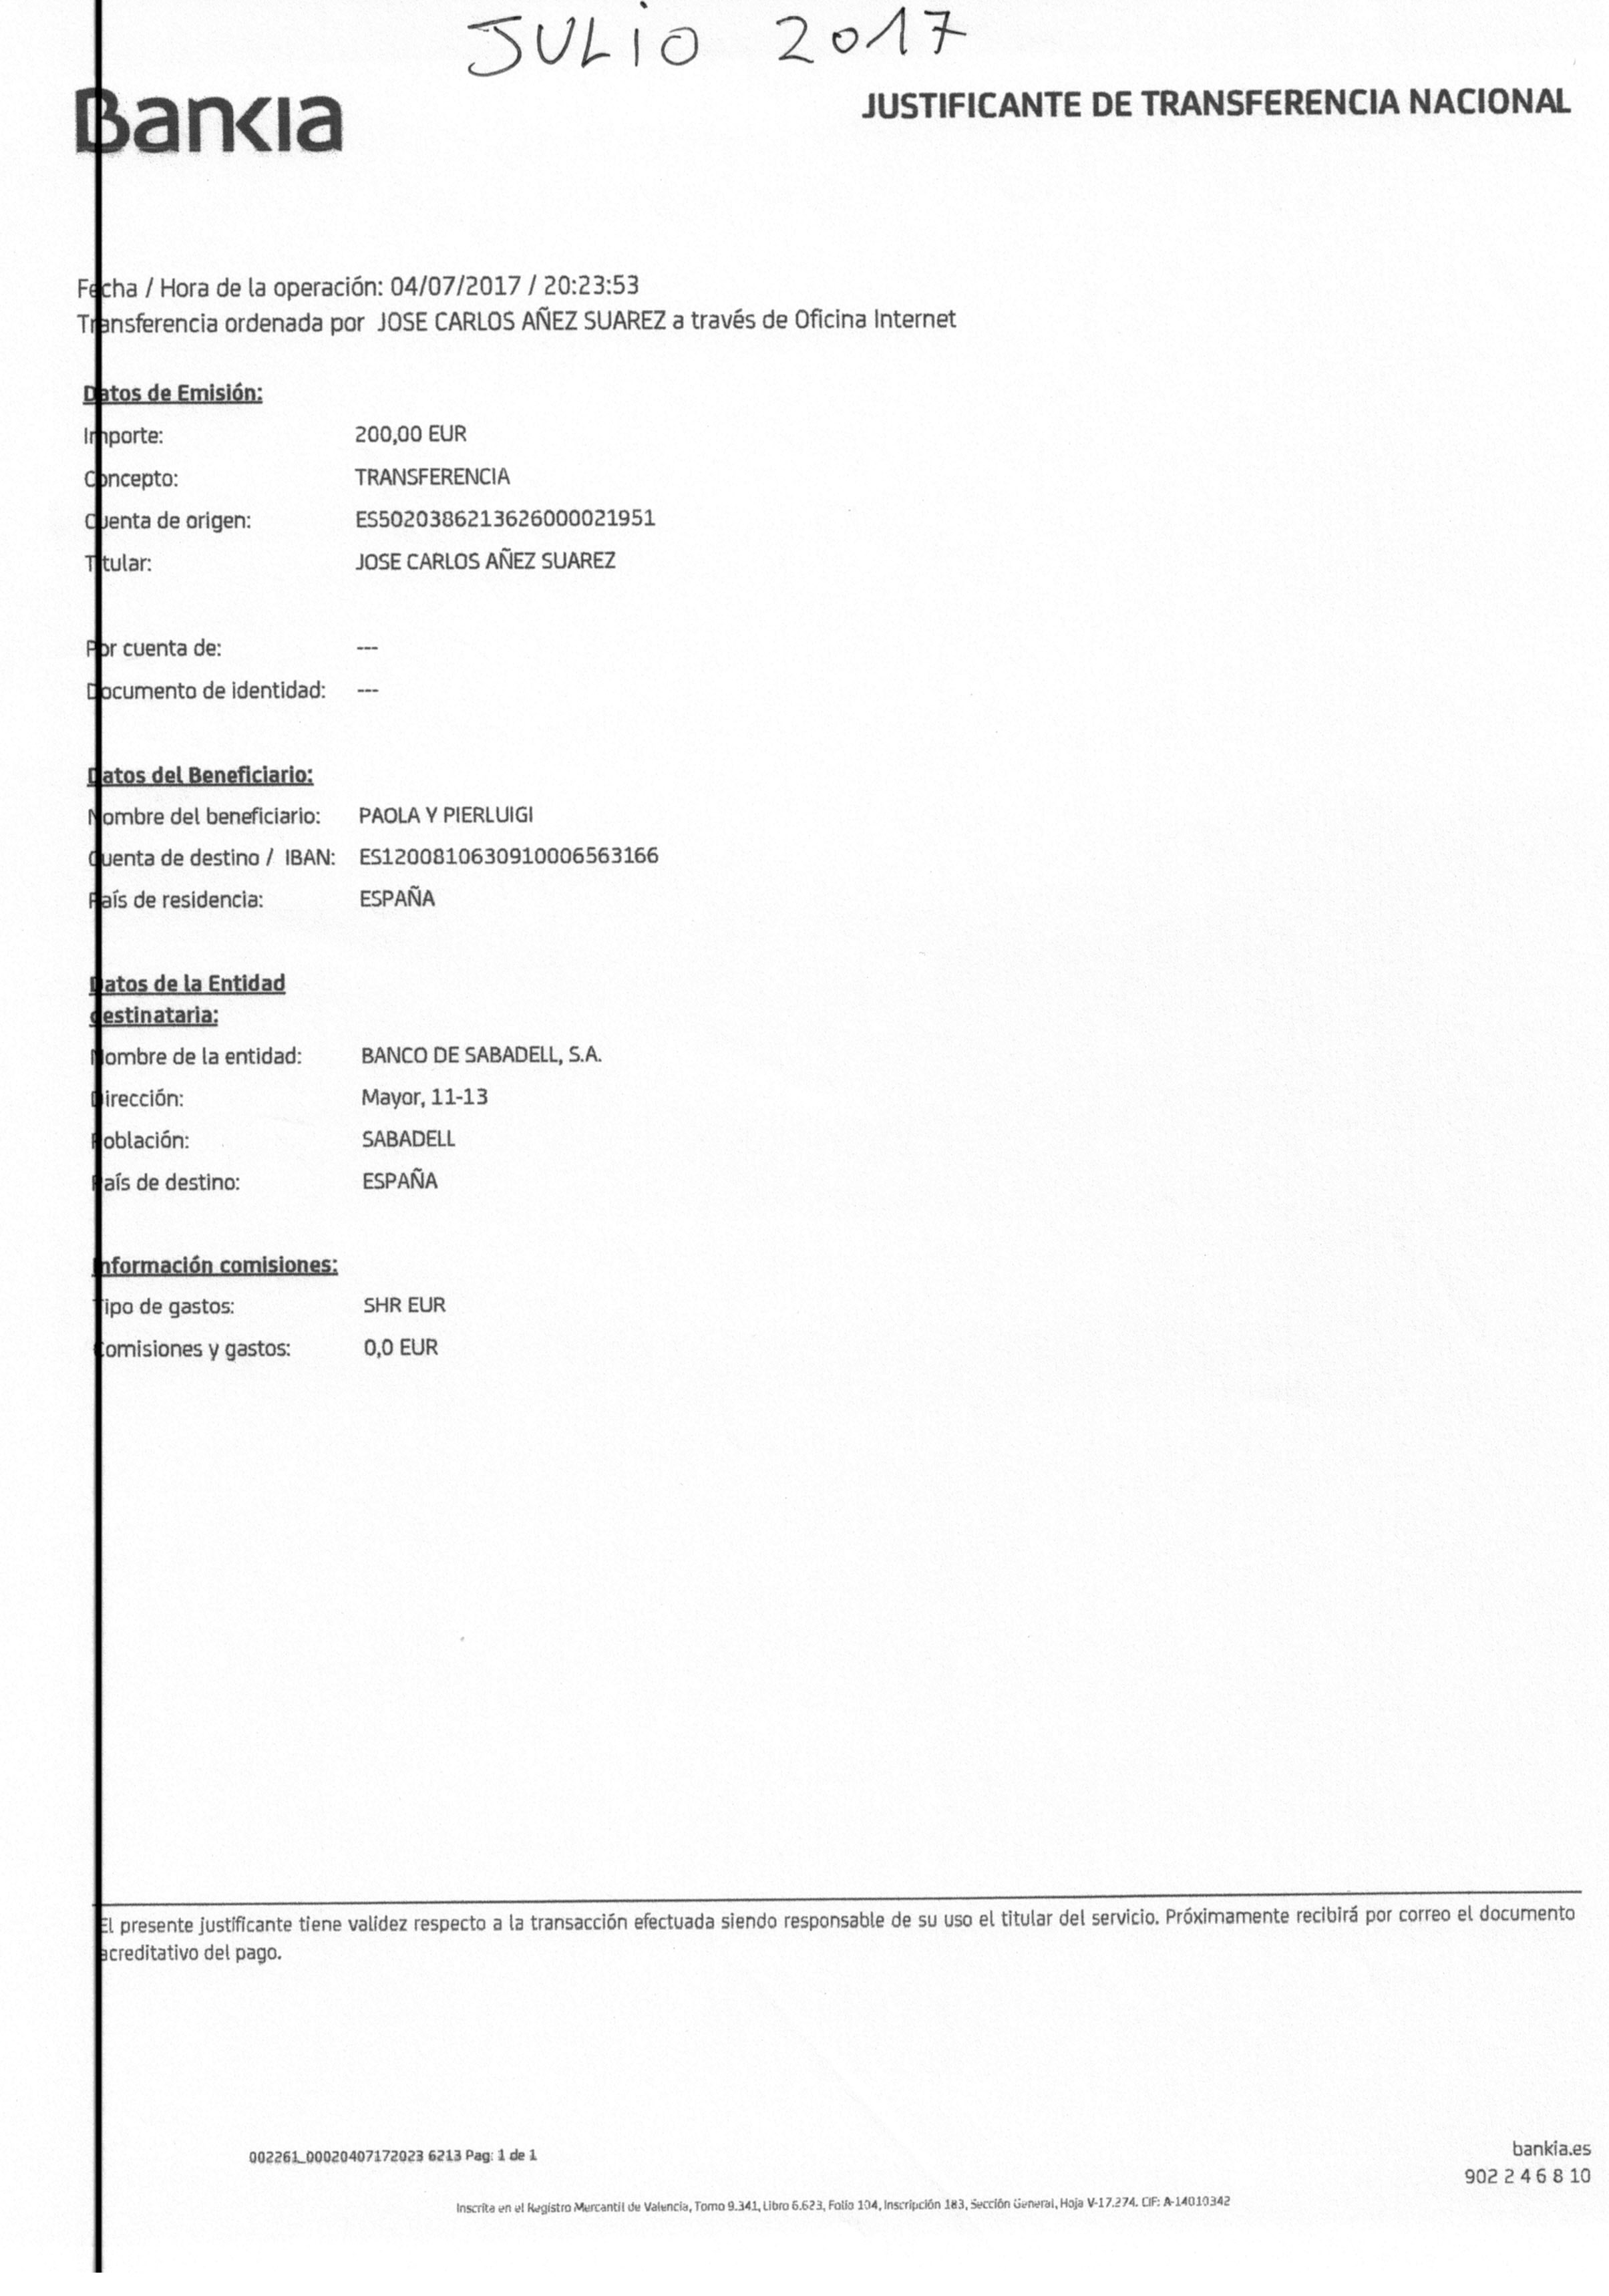 JULIO 2017
Bankia
JUSTIFICANTE DE TRANSFERENCIA NACIONAL
Fecha / Hora de la operación: 04/07/2017 / 20:23:53
Transferencia ordenada por JOSE CARLOS AÑEZ SUAREZ a través de Oficina Internet
Datos de Emisión:
Importe: 200,00 EUR
Concepto: TRANSFERENCIA
Cuenta de origen: ES5020386213626000021951
Titular: JOSE CARLOS AÑEZ SUAREZ
Por cuenta de: ---
Documento de identidad: ---
Datos del Beneficiario:
Nombre del beneficiario: PAOLA Y PIERLUIGI
Cuenta de destino / IBAN: ES1200810630910006563166
País de residencia: ESPAÑA
Datos de la Entidad
destinataria:
Nombre de la entidad: BANCO DE SABADELL, S.A.
Dirección: Mayor, 11-13
Población: SABADELL
País de destino: ESPAÑA
Información comisiones:
Tipo de gastos: SHR EUR
Comisiones y gastos: 0,0 EUR
El presente justificante tiene validez respecto a la transacción efectuada siendo responsable de su uso el titular del servicio. Próximamente recibirá por correo el documento
acreditativo del pago.
002261_00020407172023 6213 Pag: 1 de 1
bankia.es
902 2 4 6 8 10
Inscrita en el Registro Mercantil de Valencia, Tomo 9.341, Libro 6.623, Folio 104, Inscripción 183, Sección General, Hoja V-17.274. CIF: A-14010342